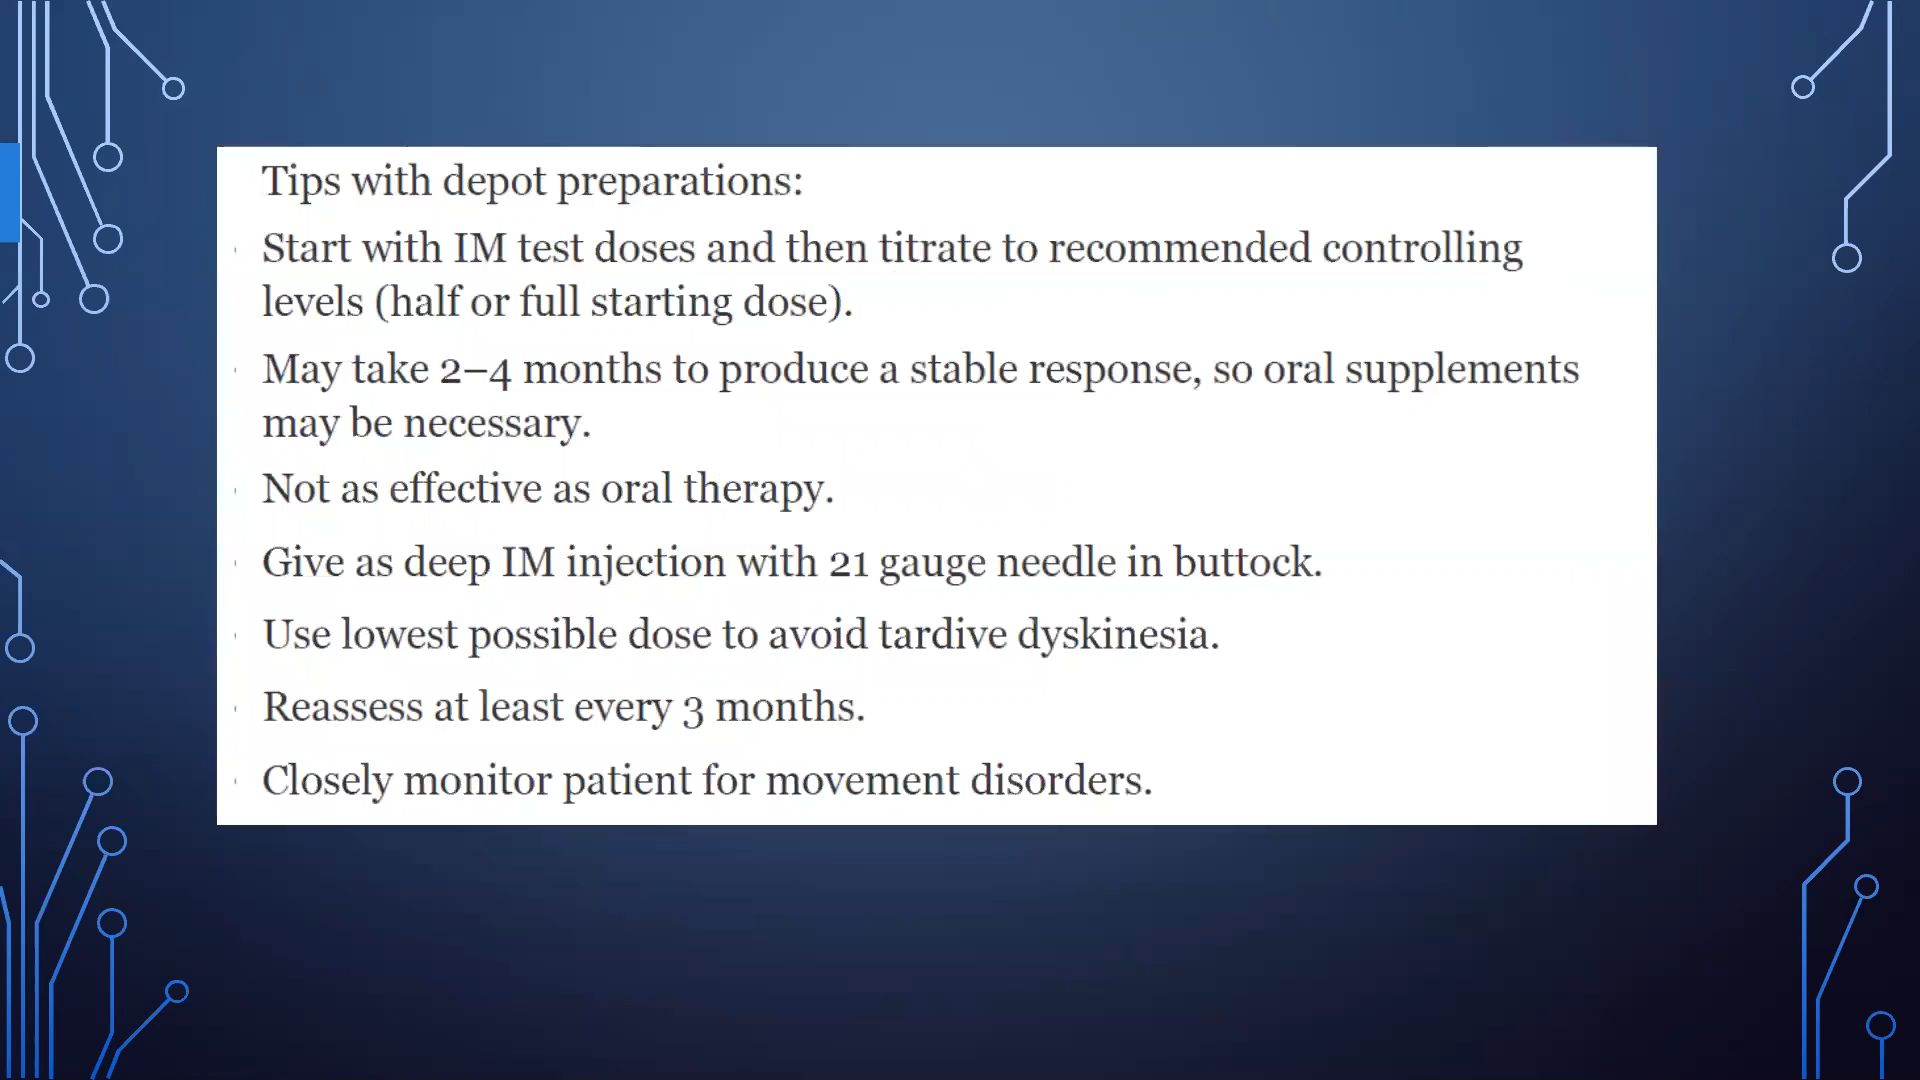 Tips with depot preparations:
Start with IM test doses and then titrate to recommended controlling
levels (half or full starting dose).
May take 2–4 months to produce a stable response, so oral supplements
may be necessary.
Not as effective as oral therapy.
Give as deep IM injection with 21 gauge needle in buttock.
Use lowest possible dose to avoid tardive dyskinesia.
Reassess at least every 3 months.
Closely monitor patient for movement disorders.